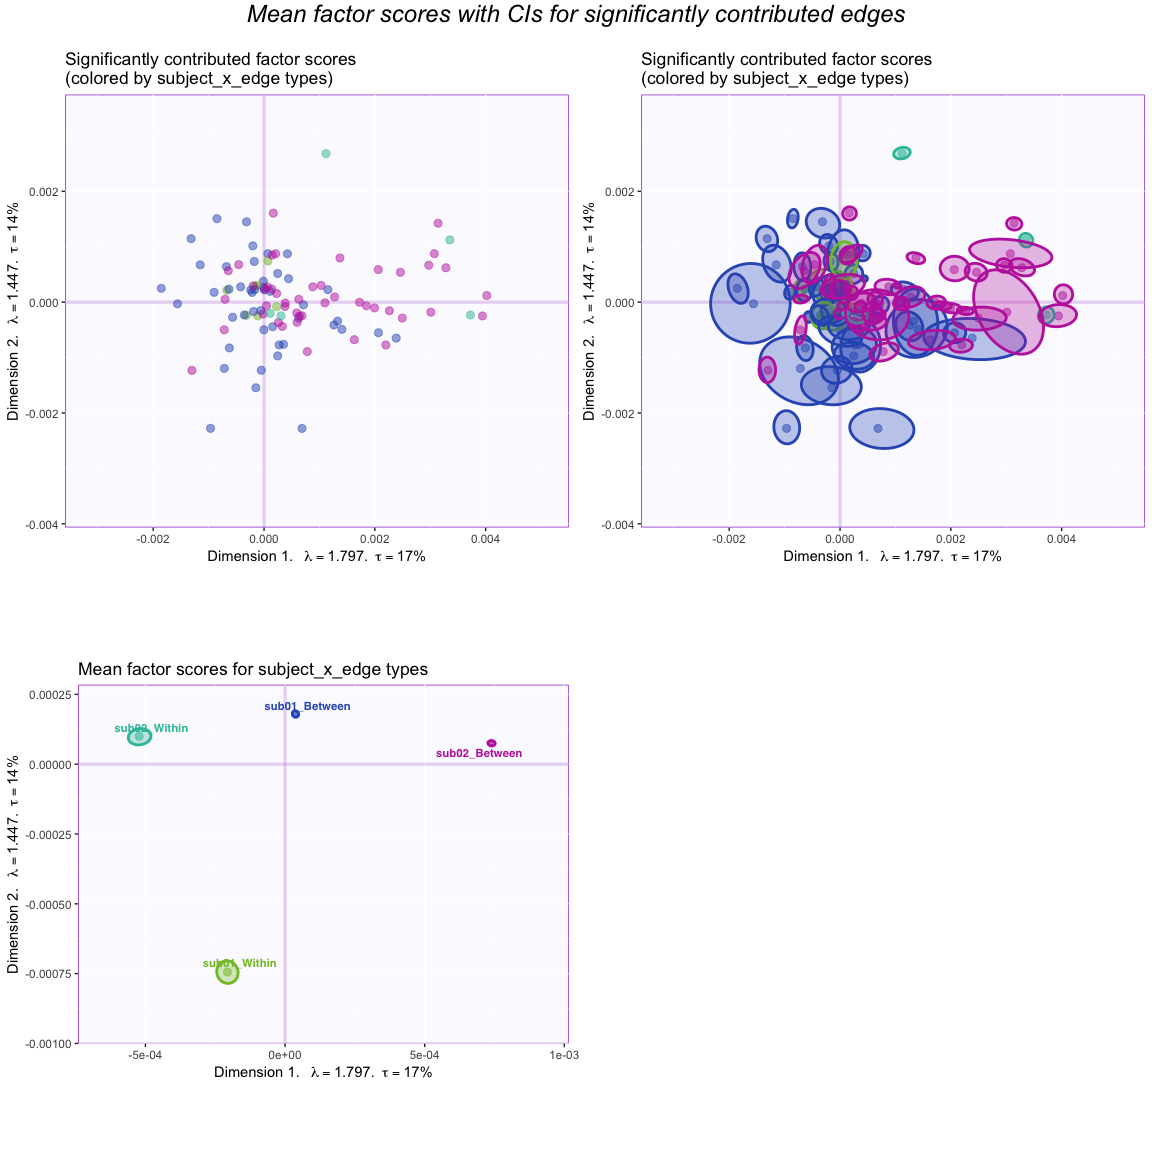 Mean factor scores with CIs for significantly contributed edges
Significantly contributed factor scores
(colored by subject_x_edge types)
0.002
0.000
-0.002
-0.004
-0.002
0.000
0.002
0.004
Dimension 1. λ = 1.797. τ = 17%
Dimension 2. λ = 1.447. τ = 14%
Significantly contributed factor scores
(colored by subject_x_edge types)
0.002
0.000
-0.002
-0.004
-0.002
0.000
0.002
0.004
Dimension 1. λ = 1.797. τ = 17%
Dimension 2. λ = 1.447. τ = 14%
Mean factor scores for subject_x_edge types
0.00025
0.00000
-0.00025
-0.00050
-0.00075
-0.00100
sub01_Between
sub02_Within
sub02_Between
sub01_Within
-5e-04
0e+00
5e-04
1e-03
Dimension 1. λ = 1.797. τ = 17%
Dimension 2. λ = 1.447. τ = 14%